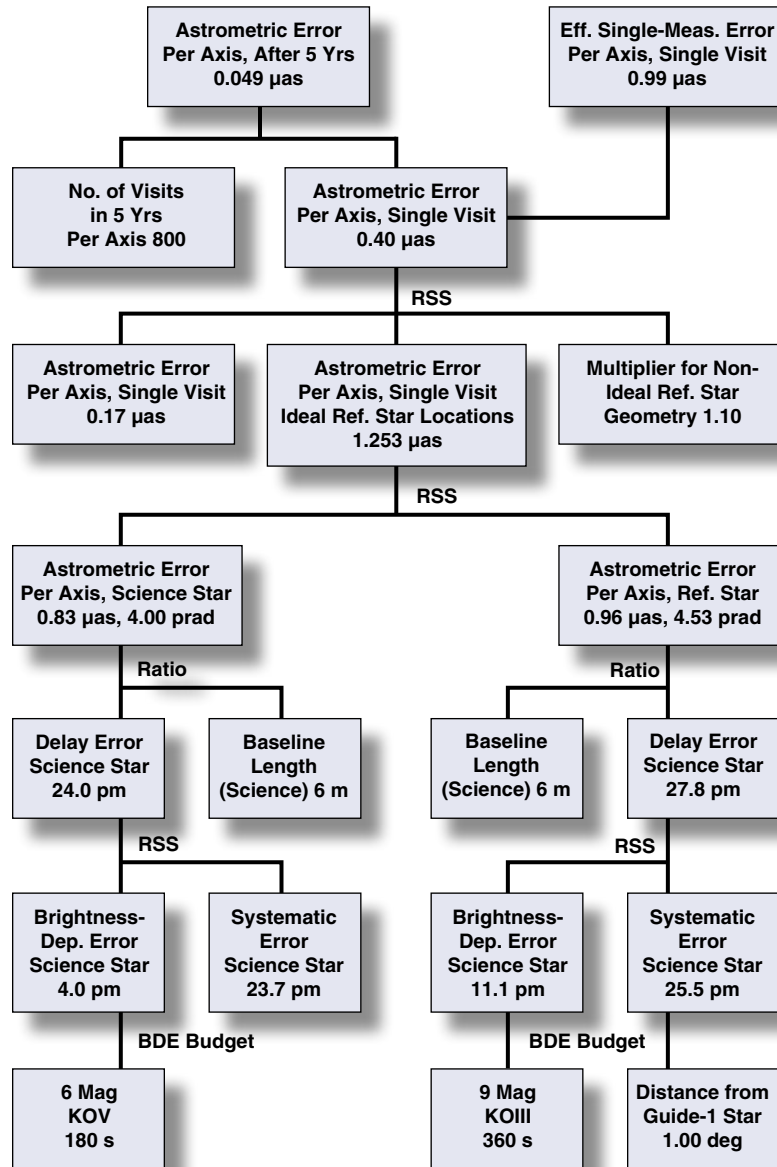 Astrometric Error
Per Axis, After 5 Yrs
0.049 µas
Eff. Single-Meas. Error
Per Axis, Single Visit
0.99 µas
No. of Visits
in 5 Yrs
Per Axis 800
Astrometric Error
Per Axis, Single Visit
0.40 µas
RSS
Astrometric Error
Per Axis, Single Visit
0.17 µas
Astrometric Error
Per Axis, Single Visit
Ideal Ref. Star Locations
1.253 µas
Multiplier for Non-
Ideal Ref. Star
Geometry 1.10
RSS
Astrometric Error
Per Axis, Science Star
0.83 µas, 4.00 prad
Astrometric Error
Per Axis, Ref. Star
0.96 µas, 4.53 prad
Ratio
Ratio
Delay Error
Science Star
24.0 pm
Baseline
Length
(Science) 6 m
Baseline
Length
(Science) 6 m
Delay Error
Science Star
27.8 pm
RSS
RSS
Brightness-
Dep. Error
Science Star
4.0 pm
Systematic
Error
Science Star
23.7 pm
Brightness-
Dep. Error
Science Star
11.1 pm
Systematic
Error
Science Star
25.5 pm
BDE Budget
BDE Budget
6 Mag
KOV
180 s
9 Mag
KOIII
360 s
Distance from
Guide-1 Star
1.00 deg